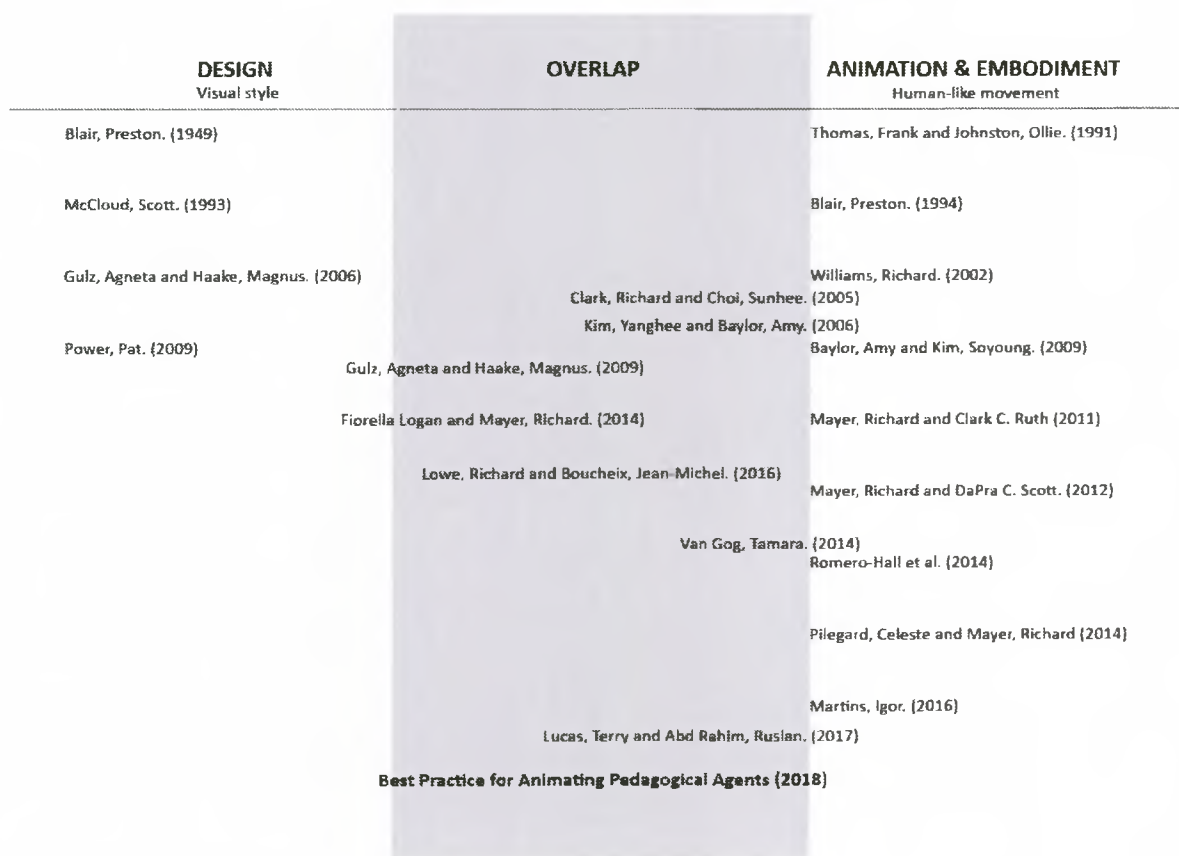 DESIGN
Visual style
OVERLAP
ANIMATION & EMBODIMENT
Human-like movement
Blair, Preston. (1949)
Thomas, Frank and Johnston, Ollie. (1991)
McCloud, Scott. (1993)
Blair, Preston. (1994)
Gulz, Agneta and Haake, Magnus. (2006)
Williams, Richard. (2002)
Clark, Richard and Choi, Sunhee. (2005)
Kim, Yanghee and Baylor, Amy. (2006)
Power, Pat. (2009)
Baylor, Amy and Kim, Soyoung. (2009)
Gulz, Agneta and Haake, Magnus. (2009)
Fiorella Logan and Mayer, Richard. (2014)
Mayer, Richard and Clark C. Ruth (2011)
Lowe, Richard and Boucheix, Jean-Michel. (2016)
Mayer, Richard and DaPra C. Scott. (2012)
Van Gog, Tamara. (2014)
Romero-Hall et al. (2014)
Pilegard, Celeste and Mayer, Richard (2014)
Martins, Igor. (2016)
Lucas, Terry and Abd Rahim, Ruslan. (2017)
Best Practice for Animating Pedagogical Agents (2018)